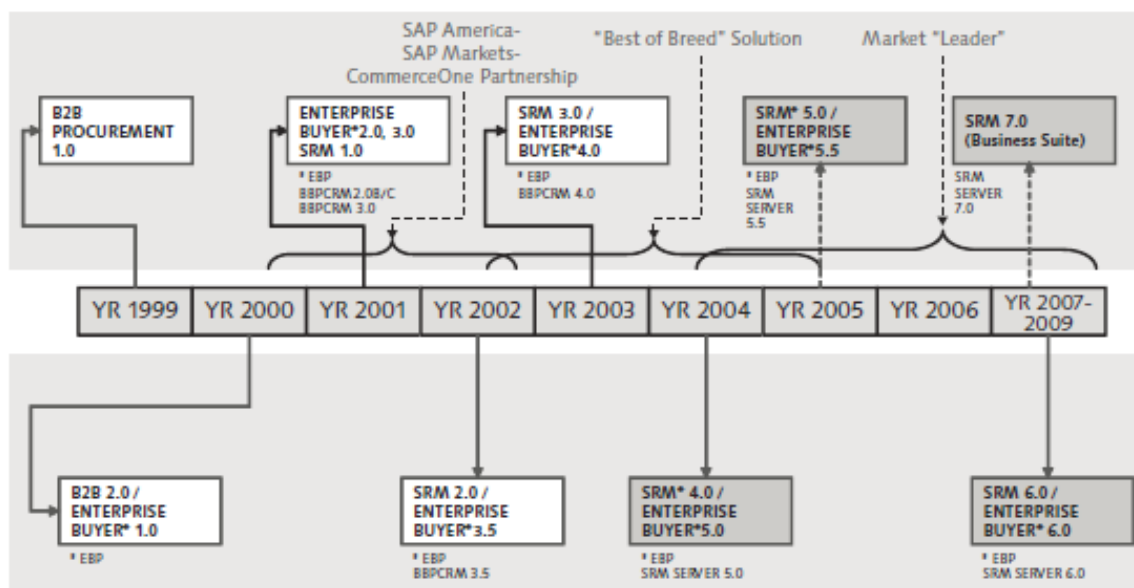 SAP America-
SAP Markets-
CommerceOne Partnership
"Best of Breed" Solution
Market "Leader"
B2B
PROCUREMENT
1.0
ENTERPRISE
BUYER*2.0, 3.0
SRM 1.0
* EBP
BBPCRM 2.0B/C
BBPCRM 3.0
SRM 3.0 /
ENTERPRISE
BUYER*4.0
* EBP
BBPCRM 4.0
SRM* 5.0 /
ENTERPRISE
BUYER*5.5
* EBP
SRM
SERVER
5.5
SRM 7.0
(Business Suite)
SRM
SERVER
7.0
YR 1999
YR 2000
YR 2001
YR 2002
YR 2003
YR 2004
YR 2005
YR 2006
YR 2007-
2009
B2B 2.0 /
ENTERPRISE
BUYER* 1.0
* EBP
SRM 2.0 /
ENTERPRISE
BUYER*3.5
* EBP
BBPCRM 3.5
SRM* 4.0 /
ENTERPRISE
BUYER*5.0
* EBP
SRM SERVER 5.0
SRM 6.0 /
ENTERPRISE
BUYER* 6.0
* EBP
SRM SERVER 6.0